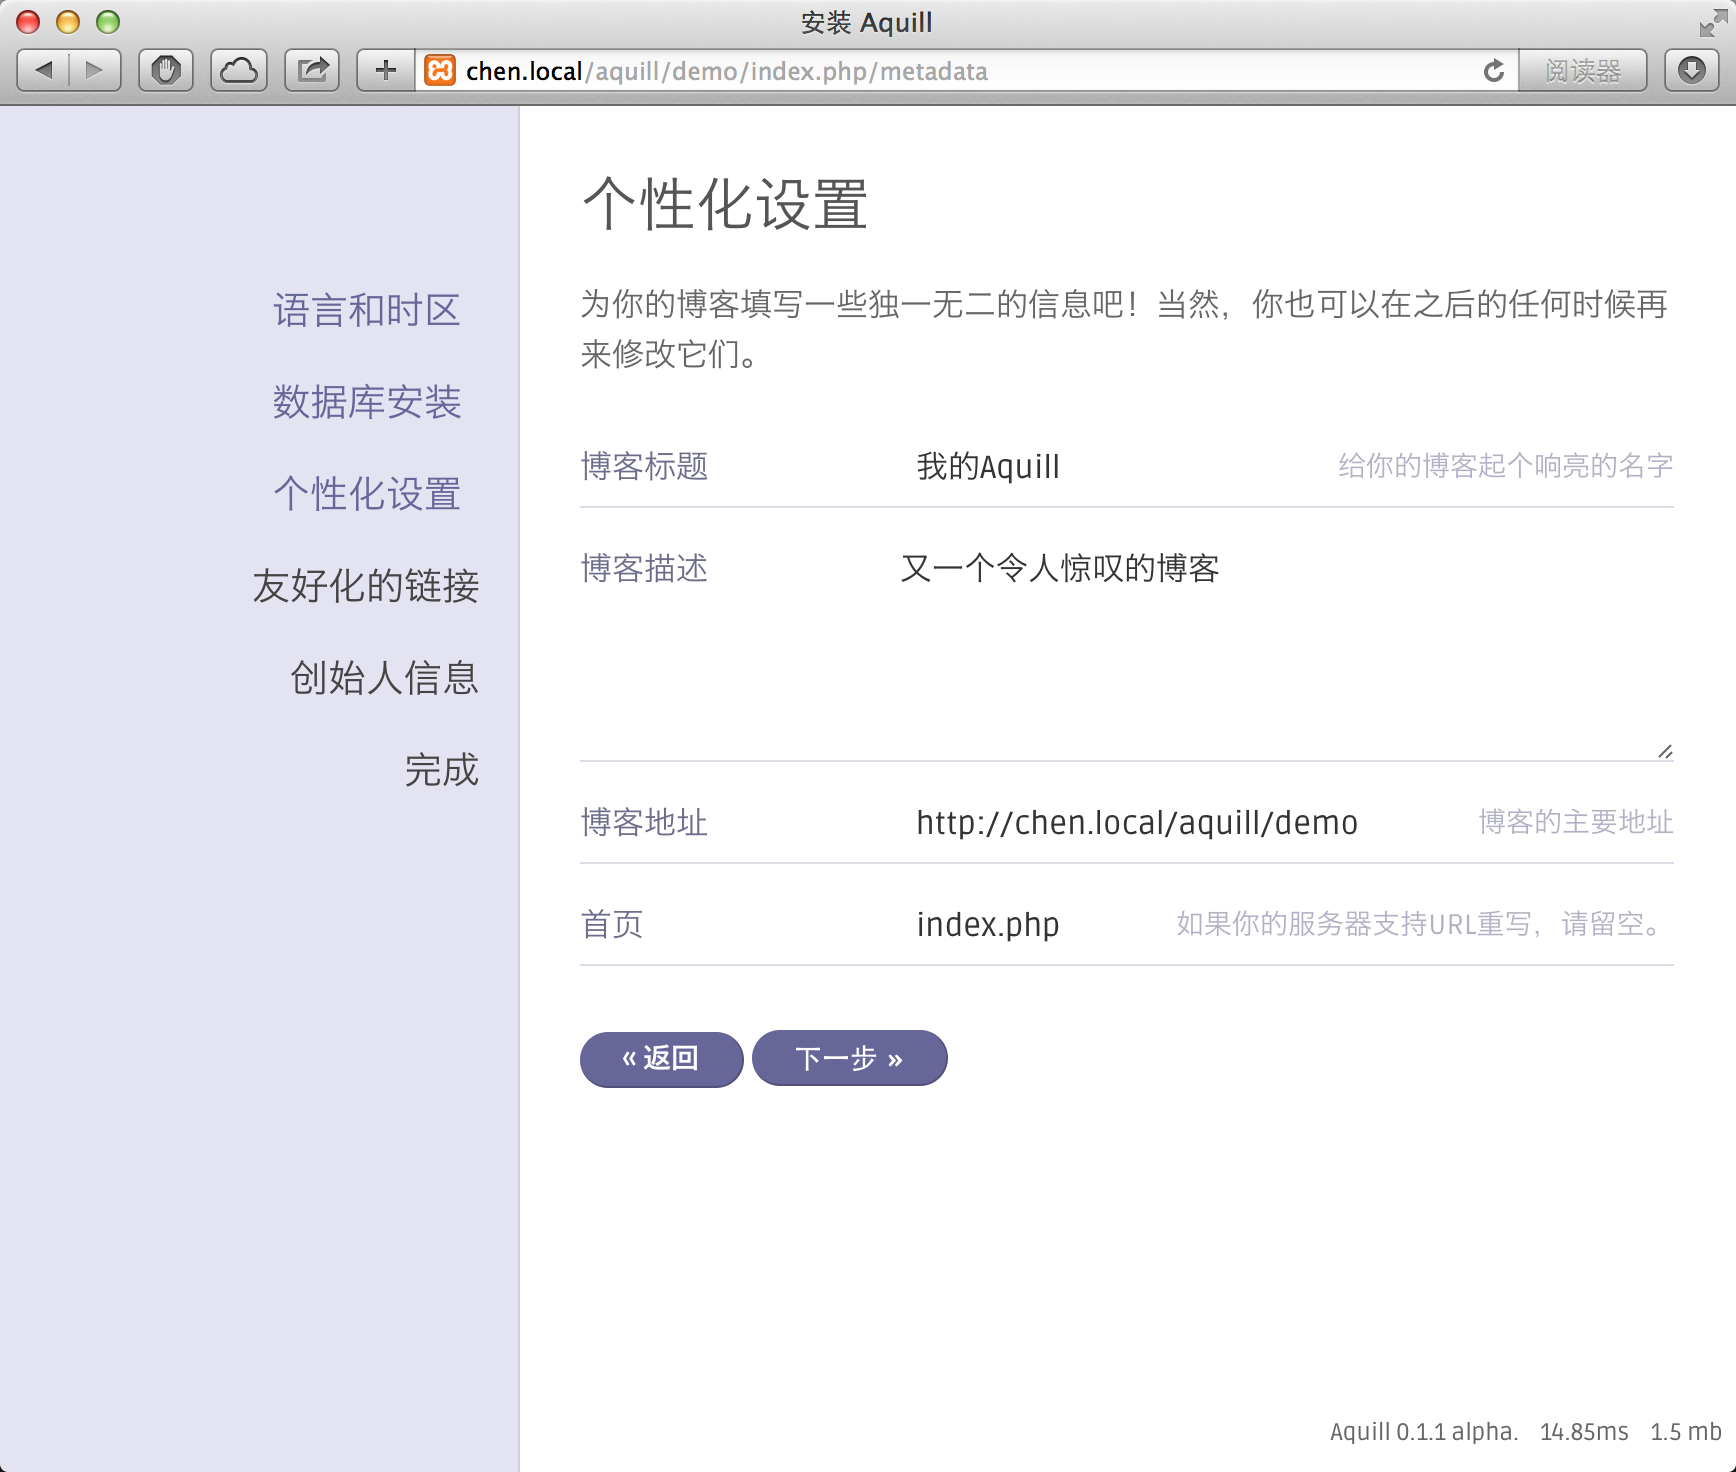 安装 Aquill
chen.local/aquill/demo/index.php/metadata
阅读器
语言和时区
数据库安装
个性化设置
友好化的链接
创始人信息
完成
个性化设置
为你的博客填写一些独一无二的信息吧！当然，你也可以在之后的任何时候再
来修改它们。
博客标题 我的Aquill 给你的博客起个响亮的名字
博客描述 又一个令人惊叹的博客
博客地址 http://chen.local/aquill/demo 博客的主要地址
首页 index.php 如果你的服务器支持URL重写，请留空。
« 返回 下一步 »
Aquill 0.1.1 alpha. 14.85ms 1.5 mb